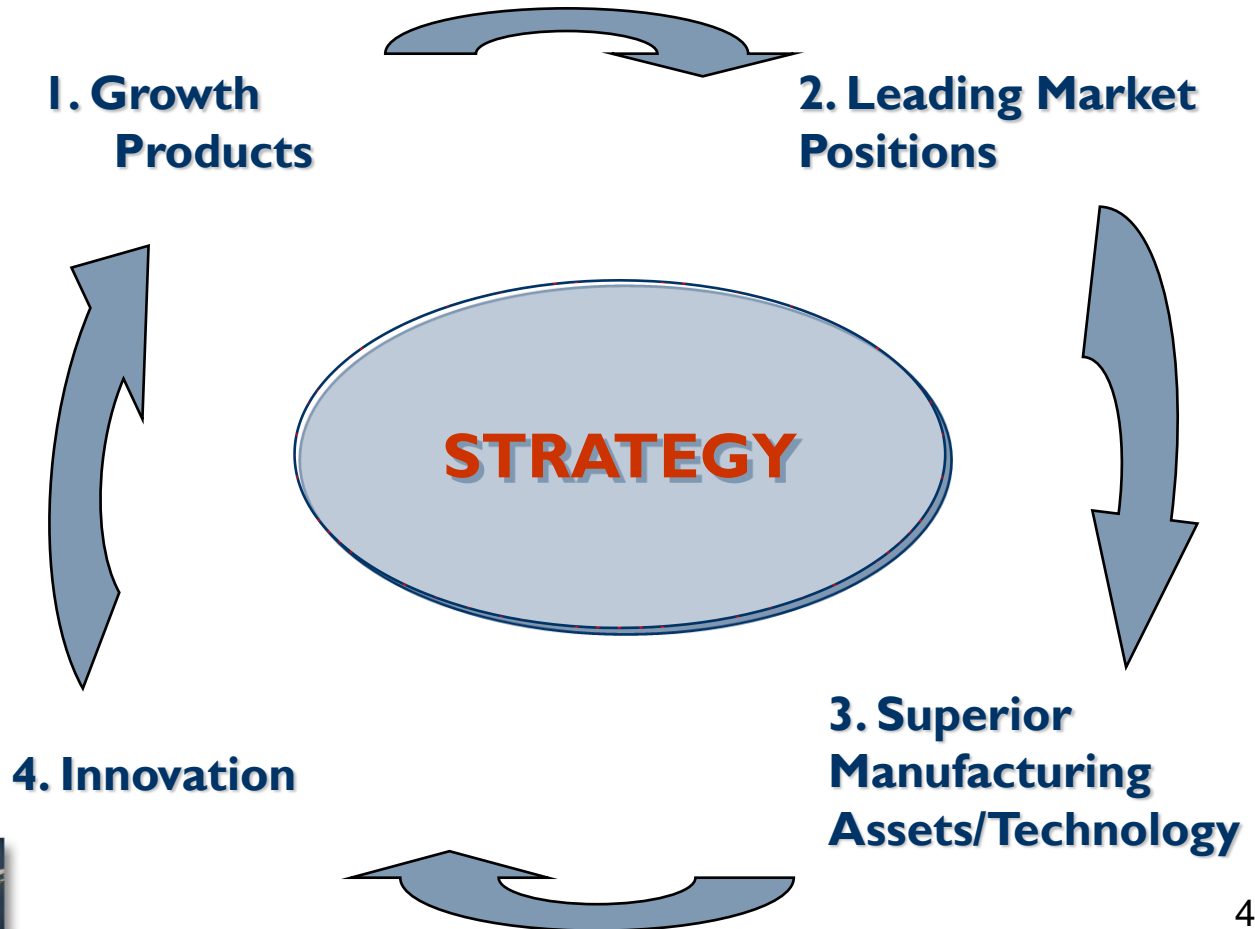 1. Growth
Products
2. Leading Market
Positions
STRATEGY
3. Superior
Manufacturing
Assets/Technology
4. Innovation
4